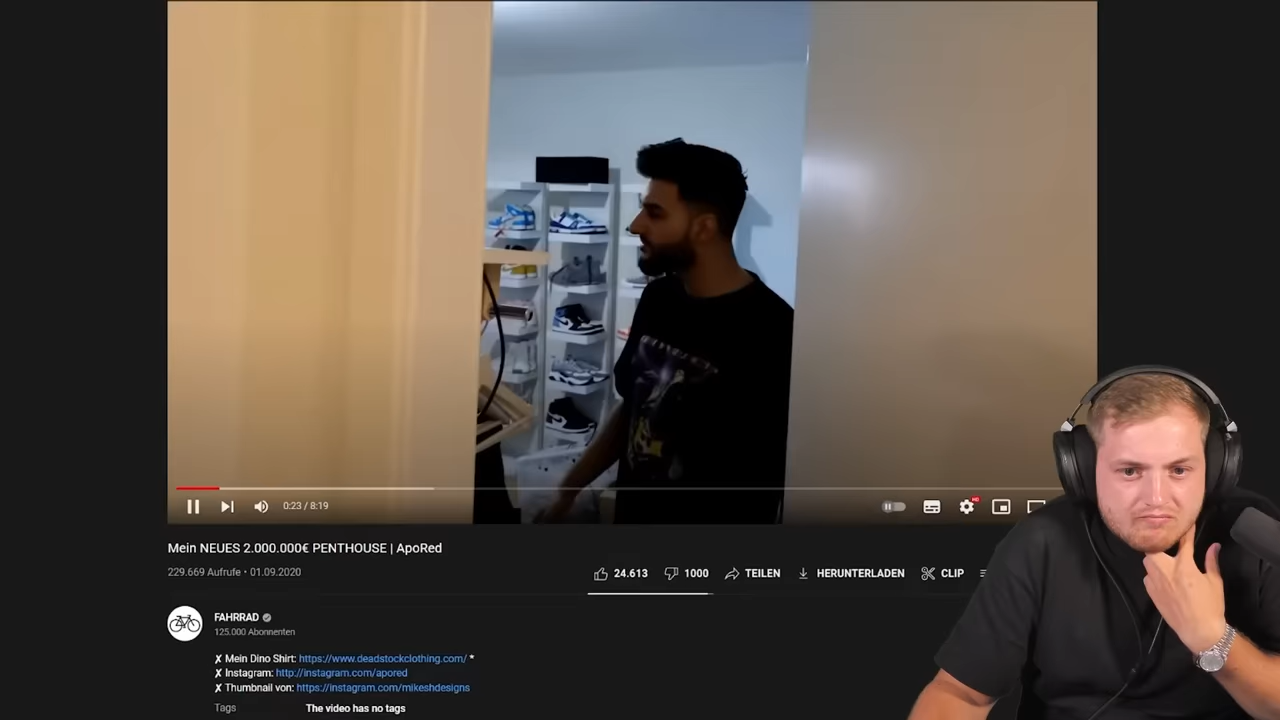 0:23 / 8:19
HD
Mein NEUES 2.000.000€ PENTHOUSE | ApoRed
229.669 Aufrufe • 01.09.2020
24.613
1000
TEILEN
HERUNTERLADEN
CLIP
FAHRRAD
125.000 Abonnenten
✘ Mein Dino Shirt: https://www.deadstockclothing.com/ *
✘ Instagram: http://instagram.com/apored
✘ Thumbnail von: https://instagram.com/mikeshdesigns
Tags
The video has no tags